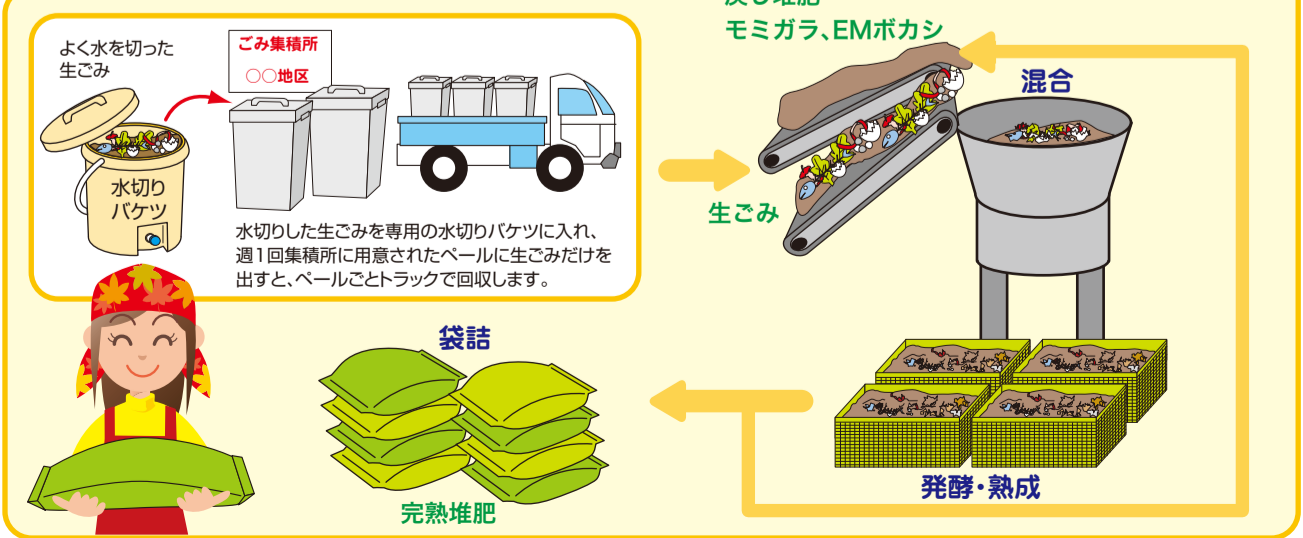 戻し堆肥
モミガラ、EMボカシ
よく水を切った
生ごみ
ごみ集積所
○○地区
水切り
バケツ
水切りした生ごみを専用の水切りバケツに入れ、
週1回集積所に用意されたペールに生ごみだけを
出すと、ペールごとトラックで回収します。
生ごみ
混合
発酵・熟成
袋詰
完熟堆肥